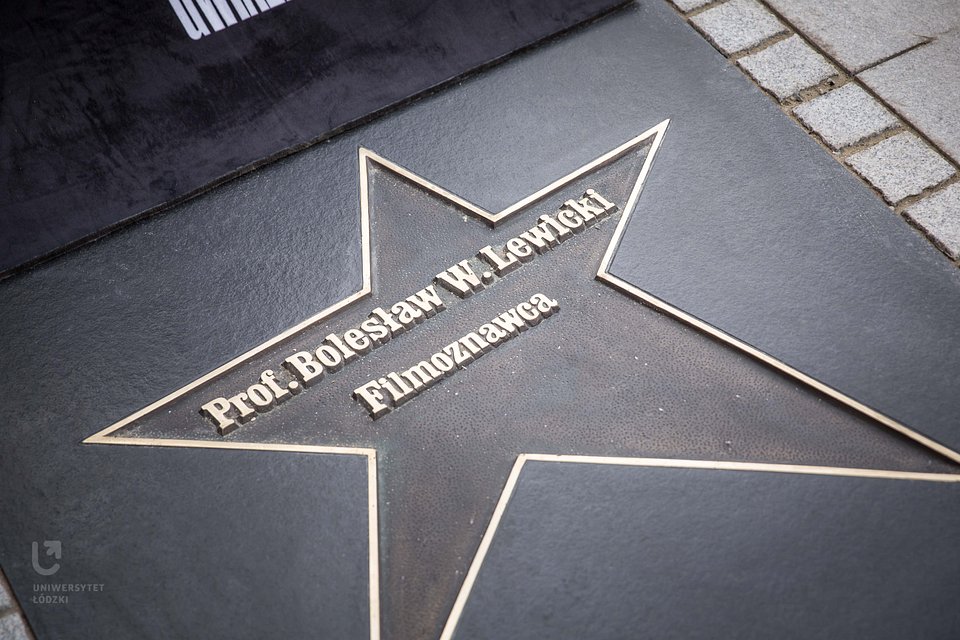 Prof. Bolesław W. Lewicki
Filmoznawca
UNIWERSYTET
ŁÓDZKI